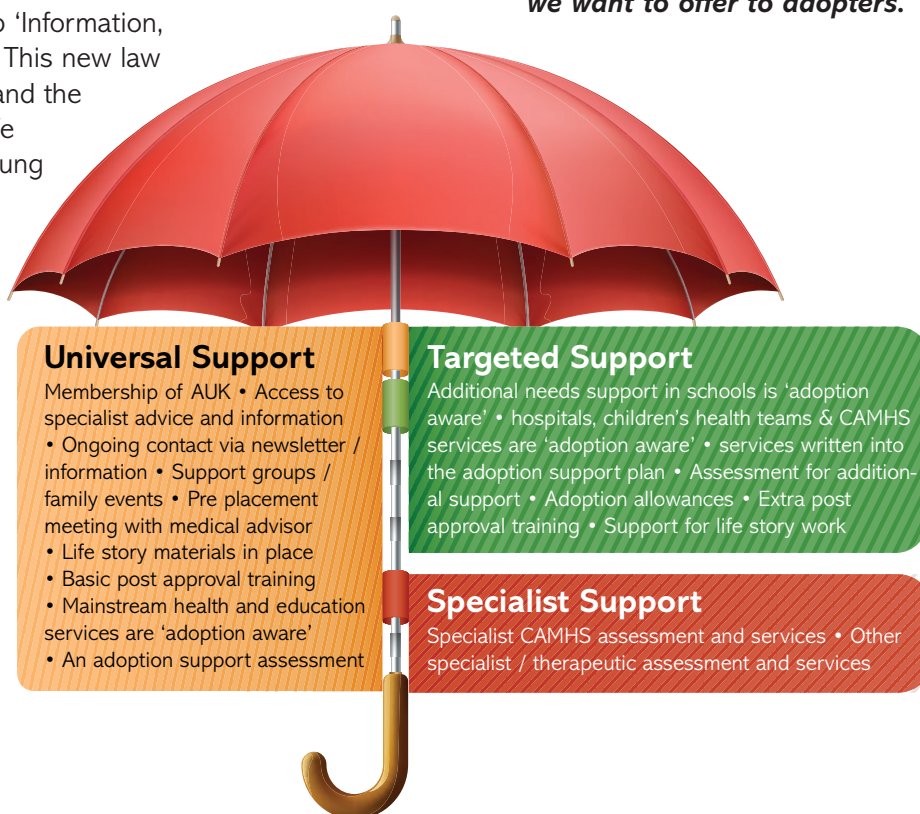 we want to offer to adopters.
‘Information,
This new law
and the
Universal Support
Membership of AUK • Access to
specialist advice and information
• Ongoing contact via newsletter /
information • Support groups /
family events • Pre placement
meeting with medical advisor
• Life story materials in place
• Basic post approval training
• Mainstream health and education
services are ‘adoption aware’
• An adoption support assessment
Targeted Support
Additional needs support in schools is ‘adoption
aware’ • hospitals, children’s health teams & CAMHS
services are ‘adoption aware’ • services written into
the adoption support plan • Assessment for addition-
al support • Adoption allowances • Extra post
approval training • Support for life story work
Specialist Support
Specialist CAMHS assessment and services • Other
specialist / therapeutic assessment and services